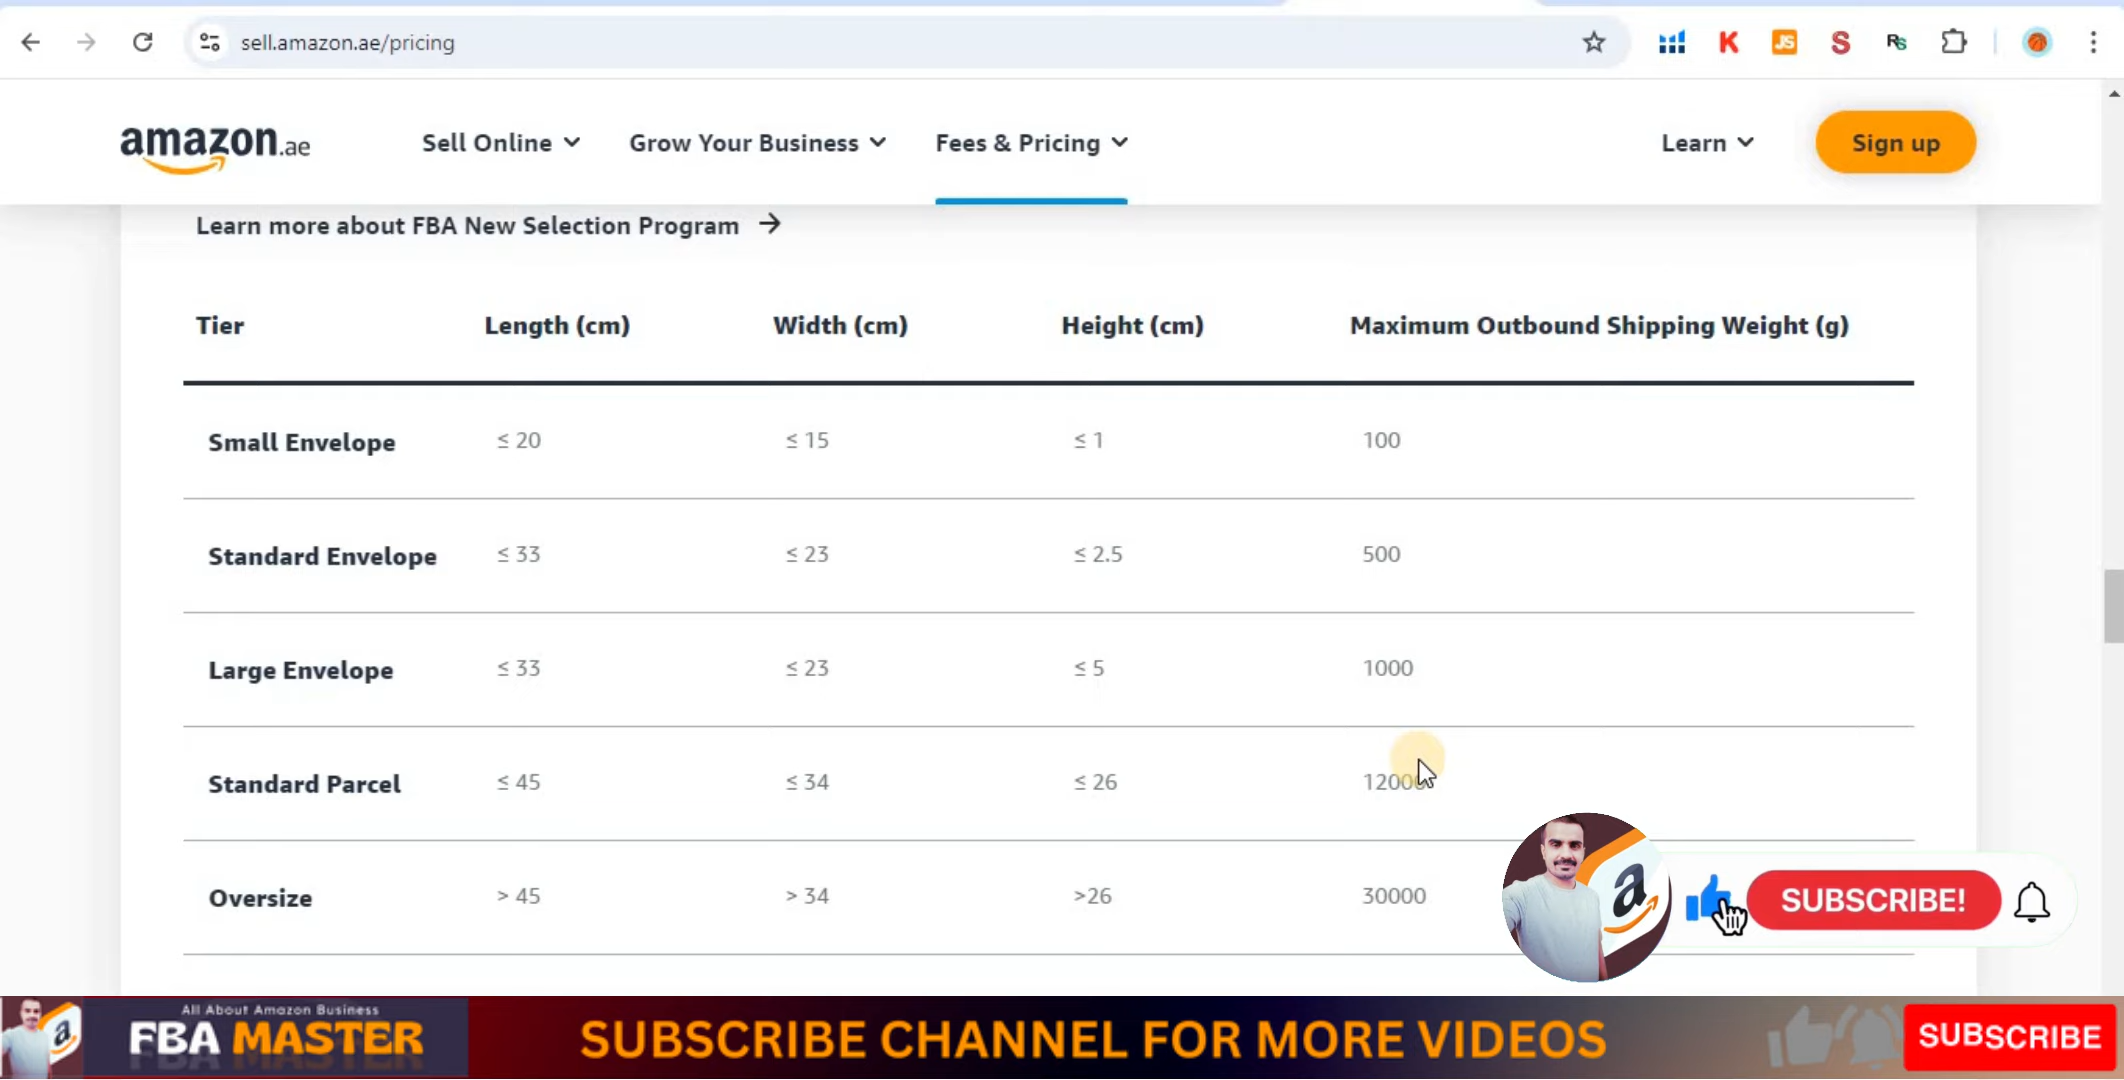 sell.amazon.ae/pricing
K JS S RS
amazon.ae Sell Online Grow Your Business Fees & Pricing Learn Sign up
Learn more about FBA New Selection Program →
Tier Length (cm) Width (cm) Height (cm) Maximum Outbound Shipping Weight (g)
Small Envelope ≤ 20 ≤ 15 ≤ 1 100
Standard Envelope ≤ 33 ≤ 23 ≤ 2.5 500
Large Envelope ≤ 33 ≤ 23 ≤ 5 1000
Standard Parcel ≤ 45 ≤ 34 ≤ 26 12000
Oversize > 45 > 34 >26 30000
a SUBSCRIBE!
All About Amazon Business
a FBA MASTER SUBSCRIBE CHANNEL FOR MORE VIDEOS SUBSCRIBE